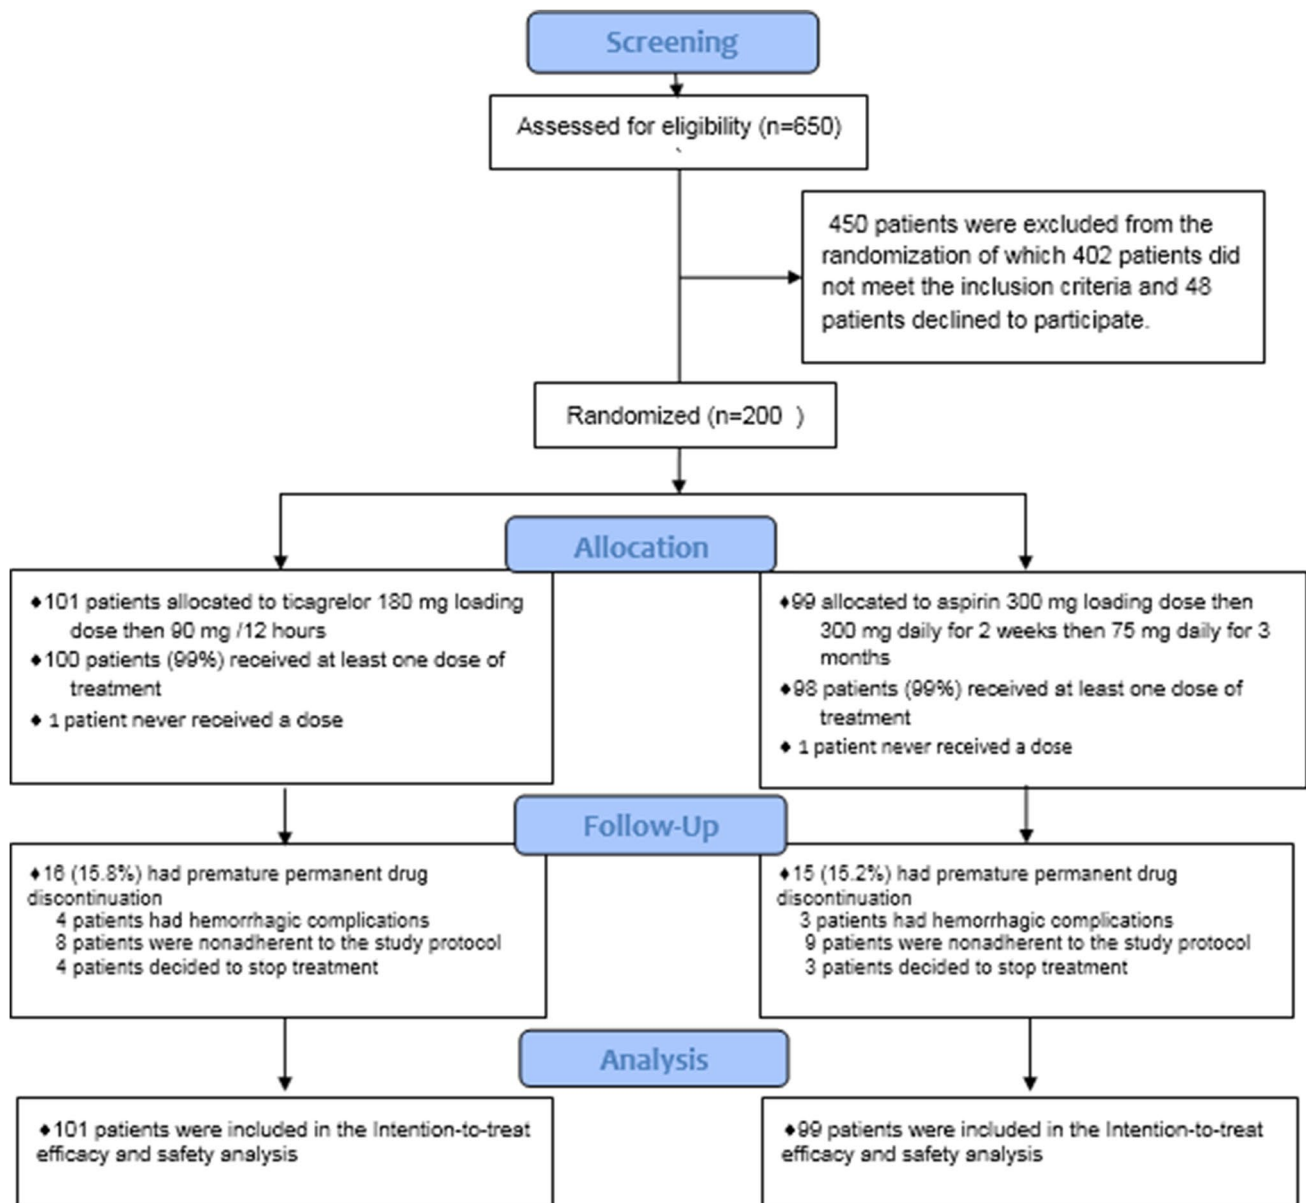 Screening
Assessed for eligibility (n=650)
450 patients were excluded from the
randomization of which 402 patients did
not meet the inclusion criteria and 48
patients declined to participate.
Randomized (n=200 )
Allocation
♦101 patients allocated to ticagrelor 180 mg loading
dose then 90 mg /12 hours
♦100 patients (99%) received at least one dose of
treatment
♦ 1 patient never received a dose
♦99 allocated to aspirin 300 mg loading dose then
300 mg daily for 2 weeks then 75 mg daily for 3
months
♦98 patients (99%) received at least one dose of
treatment
♦ 1 patient never received a dose
Follow-Up
♦16 (15.8%) had premature permanent drug
discontinuation
4 patients had hemorrhagic complications
8 patients were nonadherent to the study protocol
4 patients decided to stop treatment
♦15 (15.2%) had premature permanent drug
discontinuation
3 patients had hemorrhagic complications
9 patients were nonadherent to the study protocol
3 patients decided to stop treatment
Analysis
♦101 patients were included in the Intention-to-treat
efficacy and safety analysis
♦99 patients were included in the Intention-to-treat
efficacy and safety analysis